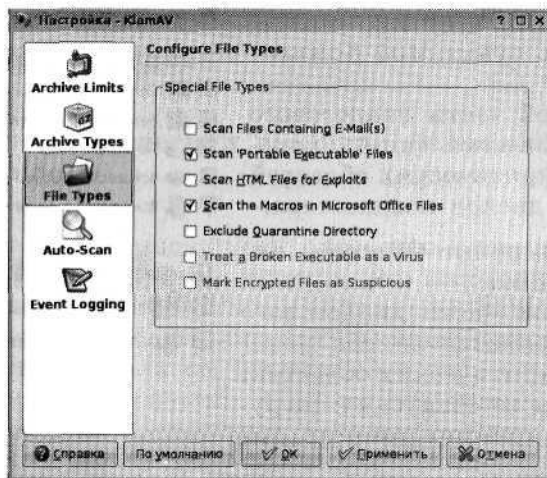 Настройка - KlamAV
Configure File Types
Archive Limits
Archive Types
File Types
Auto-Scan
Event Logging
Special File Types
Scan Files Containing E-Mail(s)
Scan 'Portable Executable' Files
Scan HTML Files for Exploits
Scan the Macros in Microsoft Office Files
Exclude Quarantine Directory
Treat a Broken Executable as a Virus
Mark Encrypted Files as Suspicious
Справка
По умолчанию
OK
Применить
Отмена